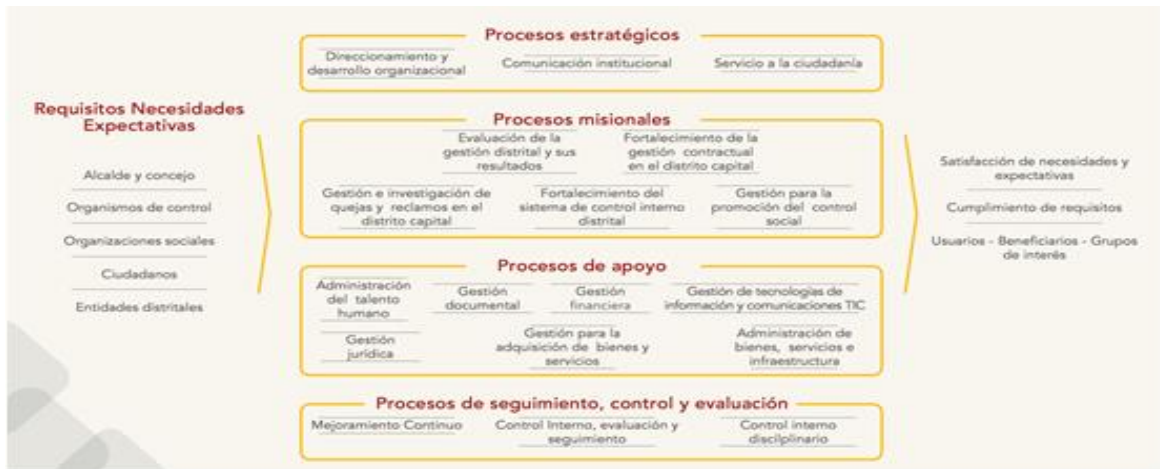 Requisitos Necesidades
Expectativas
Alcalde y concejo
Organismos de control
Organizaciones sociales
Ciudadanos
Entidades distritales
Procesos estratégicos
Direccionamiento y
desarrollo organizacional
Comunicación institucional
Servicio a la ciudadanía
Procesos misionales
Evaluación de la
gestión distrital y sus
resultados
Fortalecimiento de la
gestión contractual
en el distrito capital
Gestión e investigación de
quejas y reclamos en el
distrito capital
Fortalecimiento del
sistema de control interno
distrital
Gestión para la
promoción del control
social
Procesos de apoyo
Administración
del talento
humano
Gestión
documental
Gestión
financiera
Gestión de tecnologías de
información y comunicaciones TIC
Gestión
jurídica
Gestión para la
adquisición de bienes y
servicios
Administración de
bienes, servicios e
infraestructura
Procesos de seguimiento, control y evaluación
Mejoramiento Continuo
Control Interno, evaluación y
seguimiento
Control interno
discilplinario
Satisfacción de necesidades y
expectativas
Cumplimiento de requisitos
Usuarios - Beneficiarios - Grupos
de interés